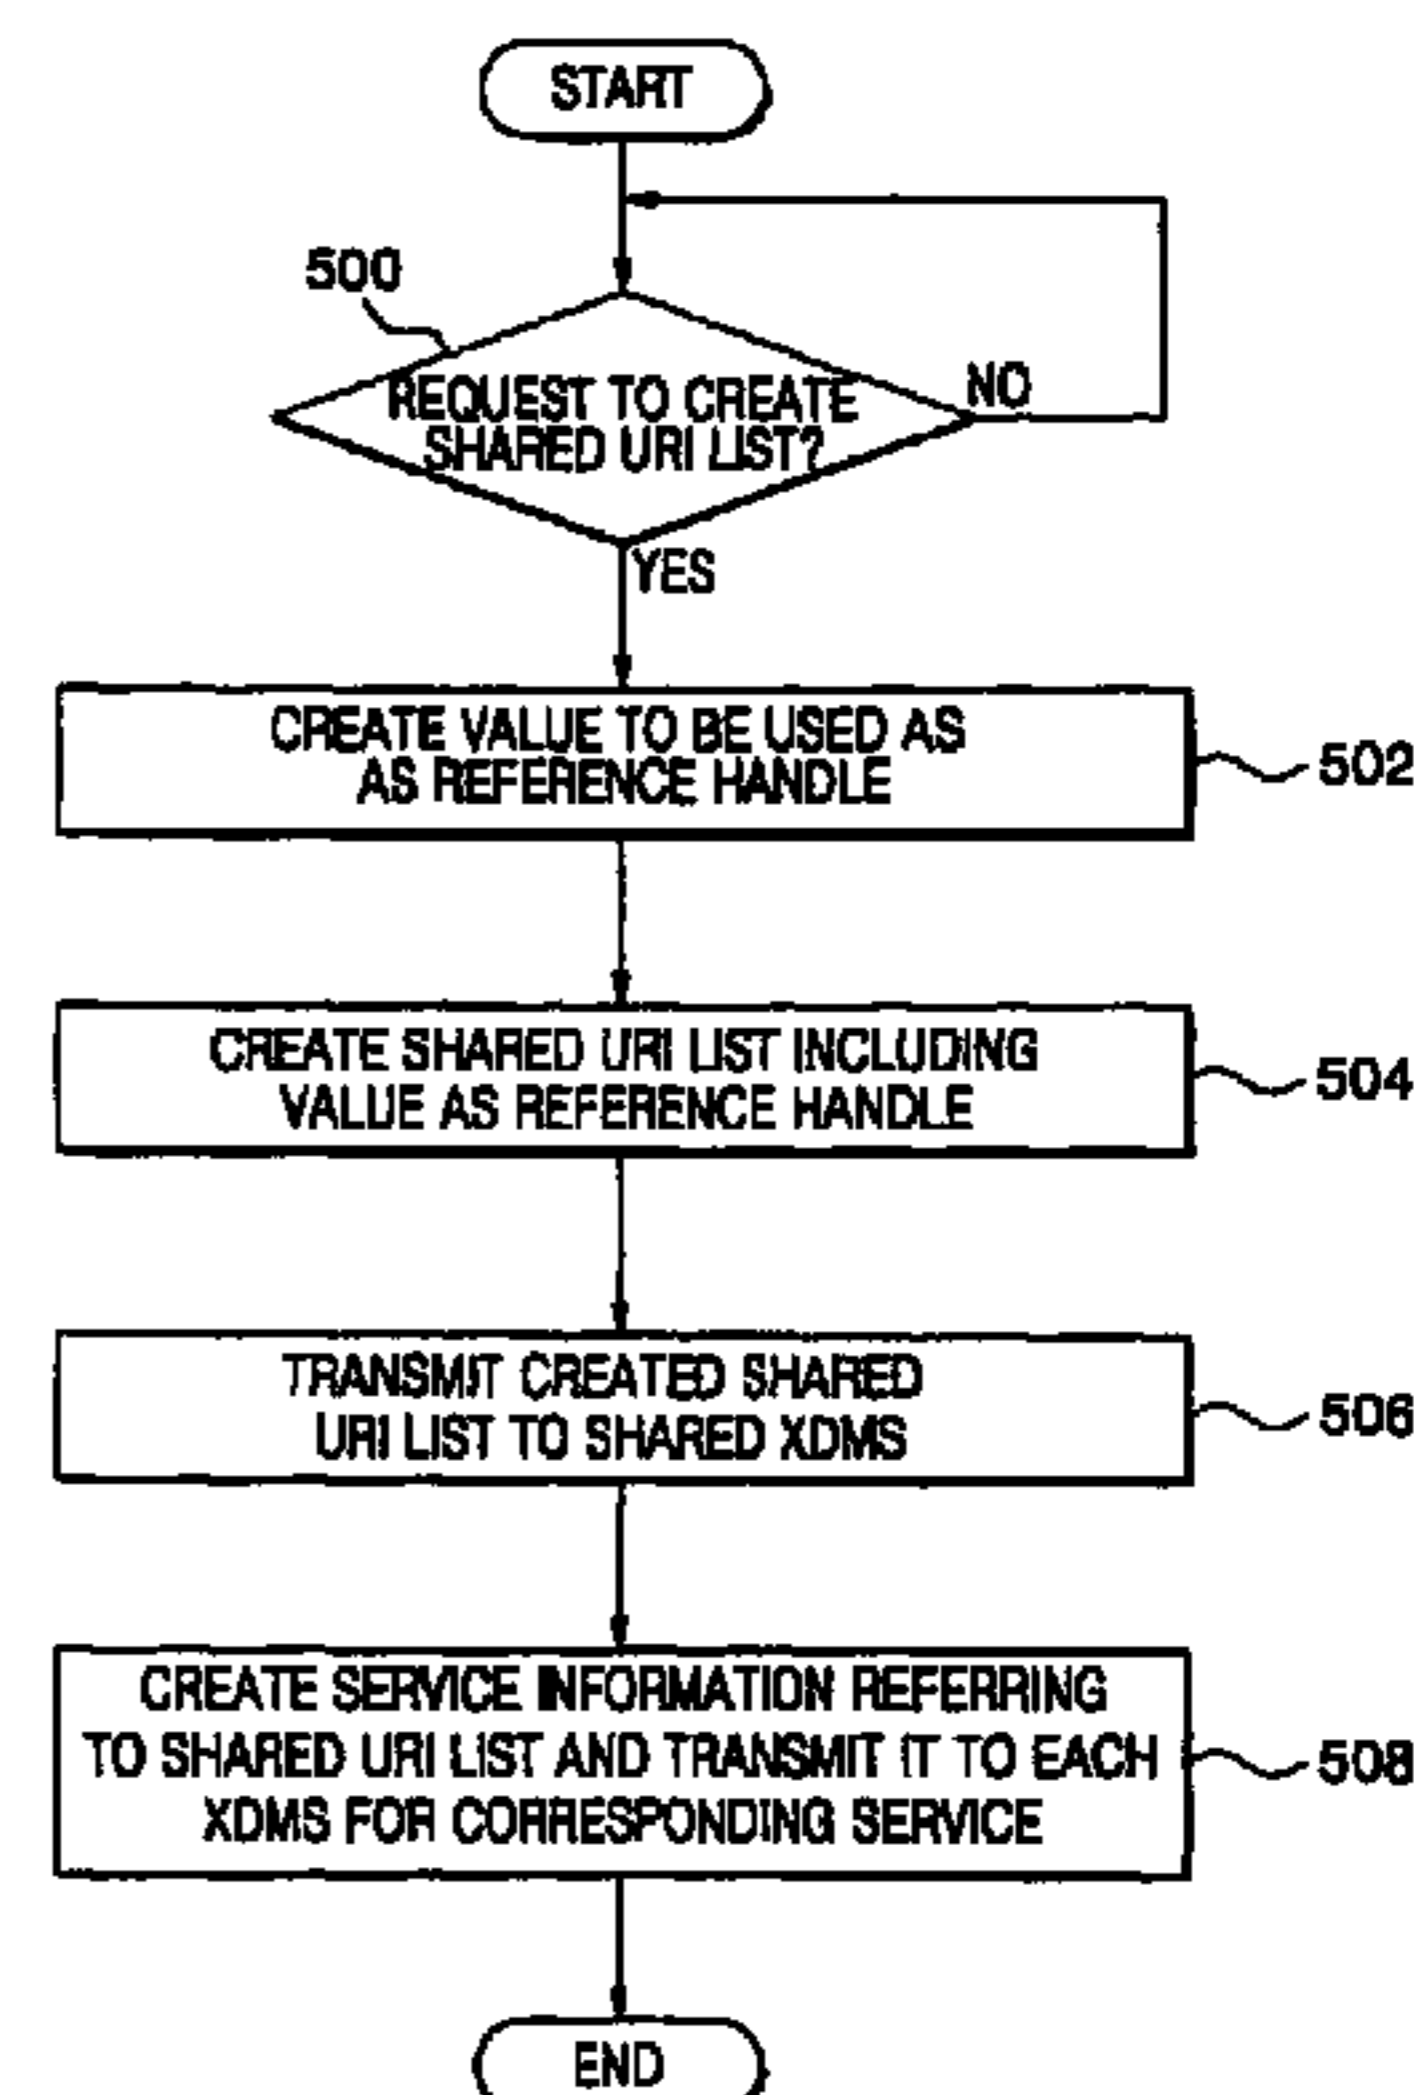 START
500
REQUEST TO CREATE
SHARED URI LIST?
NO
YES
CREATE VALUE TO BE USED AS
AS REFERENCE HANDLE
502
CREATE SHARED URI LIST INCLUDING
VALUE AS REFERENCE HANDLE
504
TRANSMIT CREATED SHARED
URI LIST TO SHARED XDMS
506
CREATE SERVICE INFORMATION REFERRING
TO SHARED URI LIST AND TRANSMIT IT TO EACH
XDMS FOR CORRESPONDING SERVICE
508
END